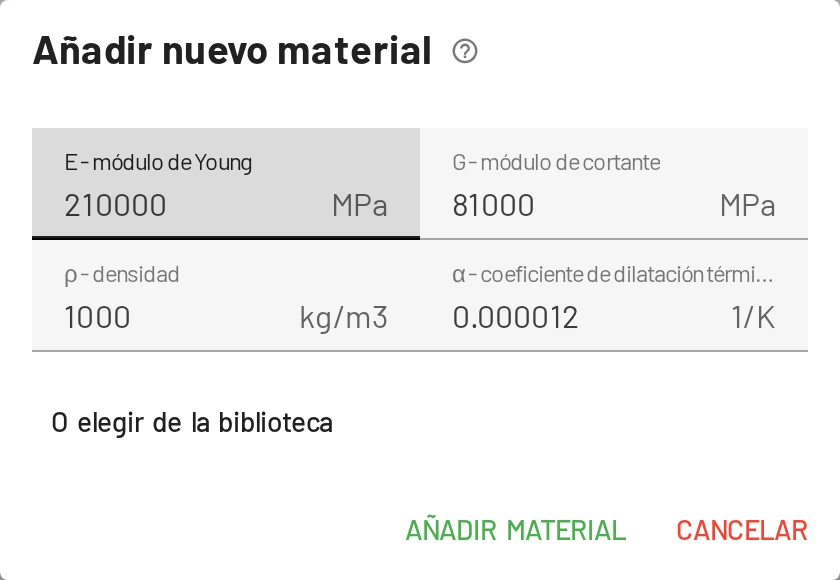 Añadir nuevo material
E - módulo de Young
210000 MPa
G - módulo de cortante
81000 MPa
ρ - densidad
1000 kg/m3
α - coeficiente de dilatación térmi...
0.000012 1/K
O elegir de la biblioteca
AÑADIR MATERIAL CANCELAR